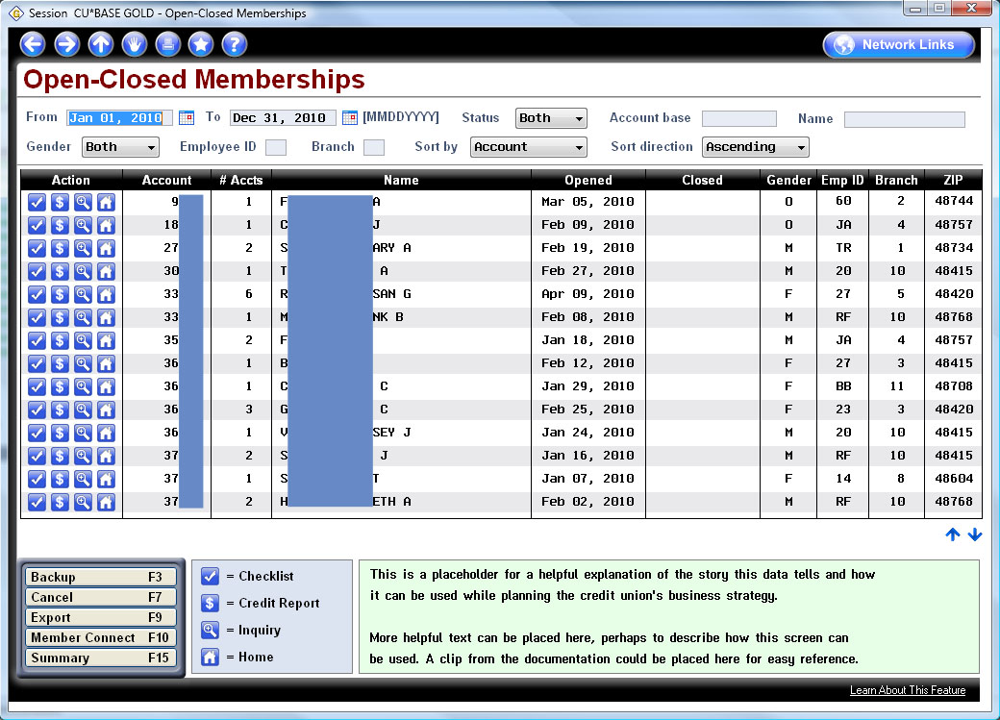 Session CU*BASE GOLD - Open-Closed Memberships
Network Links
Open-Closed Memberships
From Jan 01, 2010 To Dec 31, 2010 [MMDDYYYY] Status Both Account base Name
Gender Both Employee ID Branch Sort by Account Sort direction Ascending
Action Account # Accts Name Opened Closed Gender Emp ID Branch ZIP
9 1 F A Mar 05, 2010 O 60 2 48744
18 1 C J Feb 09, 2010 O JA 4 48757
27 2 S ARY A Feb 19, 2010 M TR 1 48734
30 1 T A Feb 27, 2010 M 20 10 48415
33 6 R SAN G Apr 09, 2010 F 27 5 48420
33 1 M NK B Feb 08, 2010 M RF 10 48768
35 2 F Jan 18, 2010 M JA 4 48757
36 1 B Feb 12, 2010 F 27 3 48415
36 1 C C Jan 29, 2010 F BB 11 48708
36 3 G C Feb 25, 2010 F 23 3 48420
36 1 V SEY J Jan 24, 2010 M 20 10 48415
37 2 S J Jan 16, 2010 M RF 10 48415
37 1 S T Jan 07, 2010 F 14 8 48604
37 2 H ETH A Feb 02, 2010 M RF 10 48768
Backup F3
Cancel F7
Export F9
Member Connect F10
Summary F15
= Checklist
$ = Credit Report
= Inquiry
= Home
This is a placeholder for a helpful explanation of the story this data tells and how
it can be used while planning the credit union's business strategy.
More helpful text can be placed here, perhaps to describe how this screen can
be used. A clip from the documentation could be placed here for easy reference.
Learn About This Feature